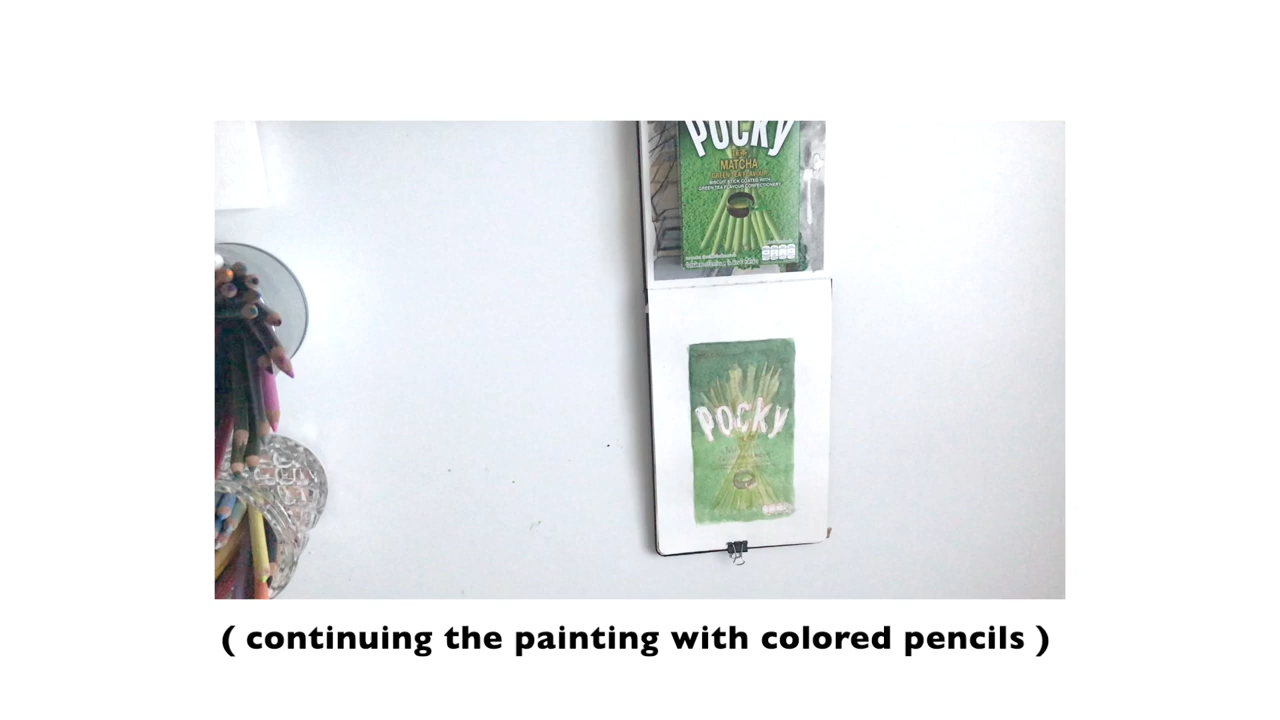 POCKY
MATCHA
GREEN TEA FLAVOUR
BISCUIT STICK COATED WITH
GREEN TEA FLAVOUR CONFECTIONERY
POCKY
( continuing the painting with colored pencils )